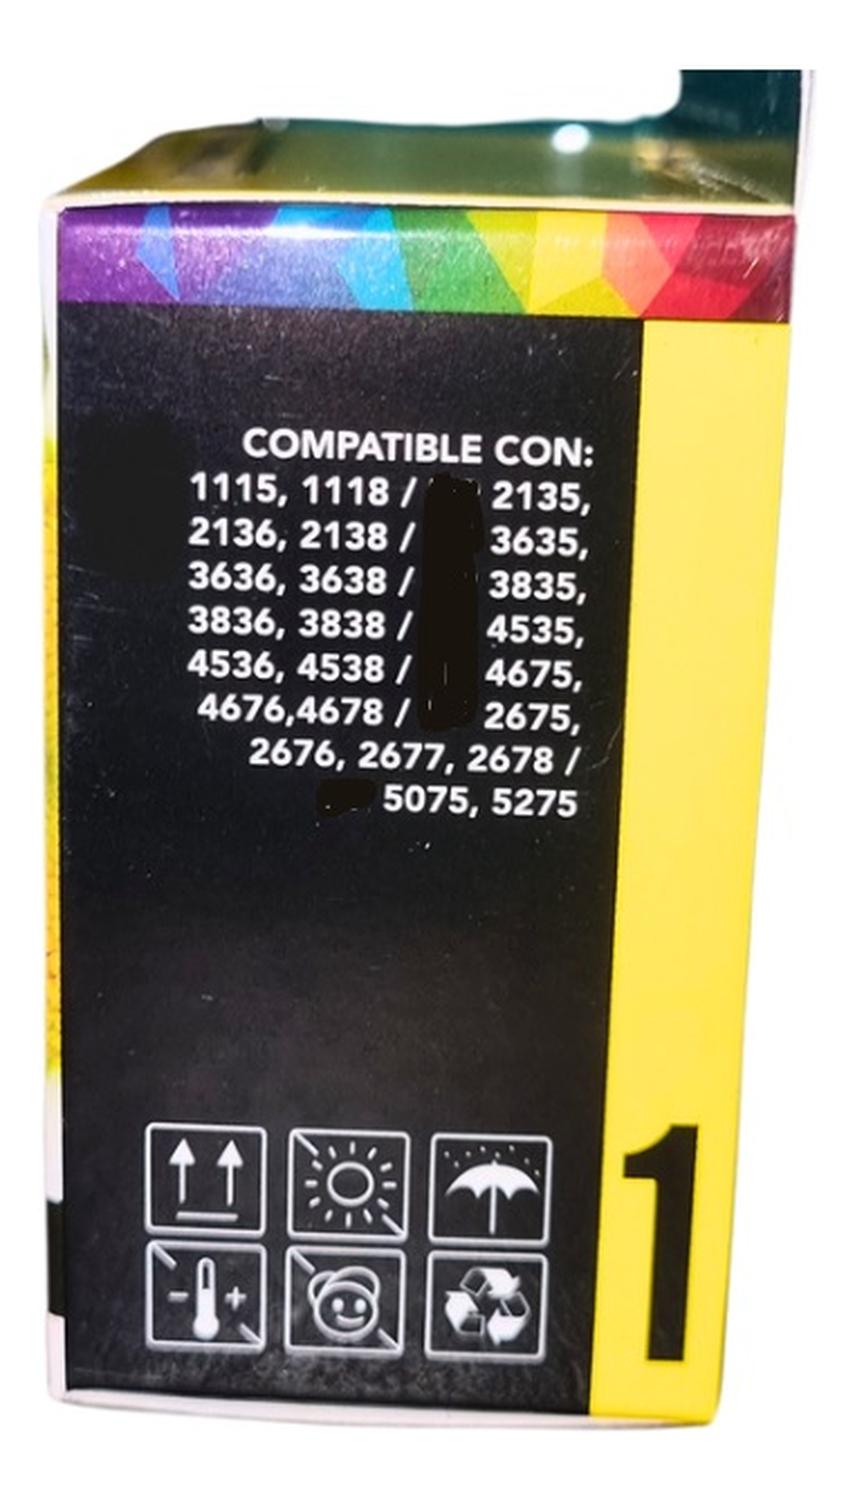 COMPATIBLE CON:
1115, 1118 / 2135,
2136, 2138 / 3635,
3636, 3638 / 3835,
3836, 3838 / 4535,
4536, 4538 / 4675,
4676,4678 / 2675,
2676, 2677, 2678 /
5075, 5275
1